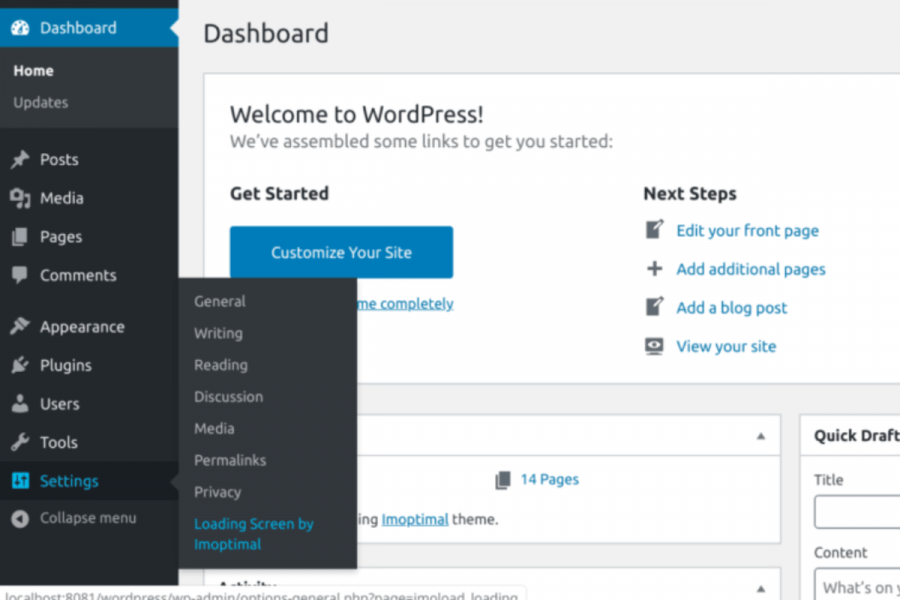 Dashboard
Home
Updates
Posts
Media
Pages
Comments
Appearance
Plugins
Users
Tools
Settings
Collapse menu
General
Writing
Reading
Discussion
Media
Permalinks
Privacy
Loading Screen by
Imoptimal
Dashboard
Welcome to WordPress!
We've assembled some links to get you started:
Get Started
Customize Your Site
me completely
Next Steps
Edit your front page
Add additional pages
Add a blog post
View your site
14 Pages
ing Imoptimal theme.
Activity
Quick Draft
Title
Content
What's on y
localhost:8081/wordpress/wp-admin/options-general.php?page=imoload_loading